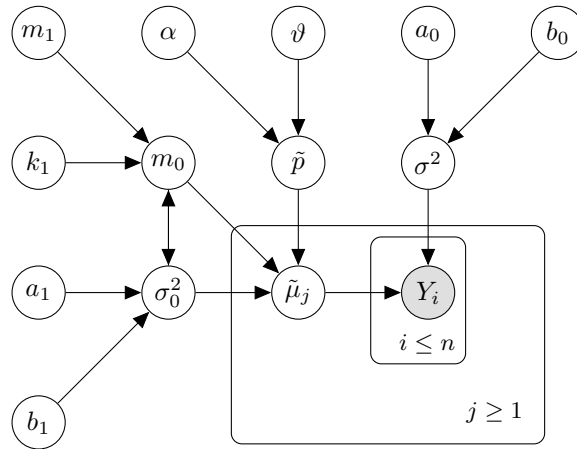 m₁ α ϑ a₀ b₀
k₁ m₀ p̃ σ²
a₁ σ₀² μ̃ⱼ Yᵢ
i ≤ n
j ≥ 1
b₁